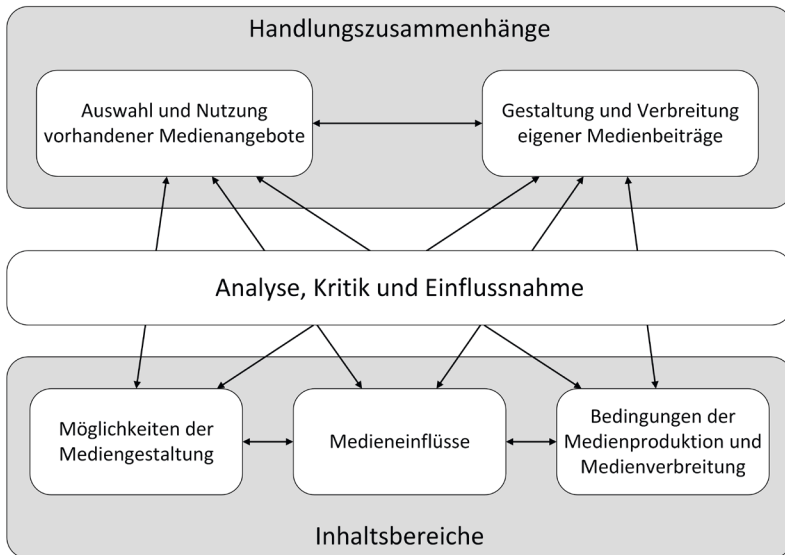 Handlungszusammenhänge
Auswahl und Nutzung
vorhandener Medienangebote
Gestaltung und Verbreitung
eigener Medienbeiträge
Analyse, Kritik und Einflussnahme
Möglichkeiten der
Mediengestaltung
Medieneinflüsse
Bedingungen der
Medienproduktion und
Medienverbreitung
Inhaltsbereiche